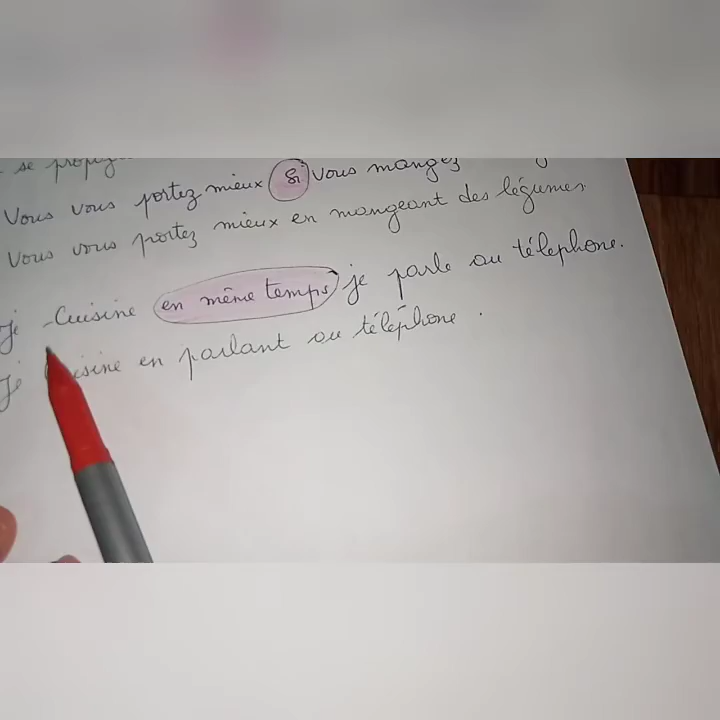 se propag
Vous vous portez mieux si vous mangez
Vous vous portez mieux en mangeant des légumes.
Je cuisine en même temps je parle au téléphone.
Je cuisine en parlant au téléphone.